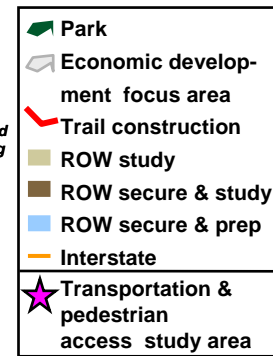 Park
Economic develop-
ment focus area
Trail construction
ROW study
ROW secure & study
ROW secure & prep
Interstate
Transportation &
pedestrian
access study area